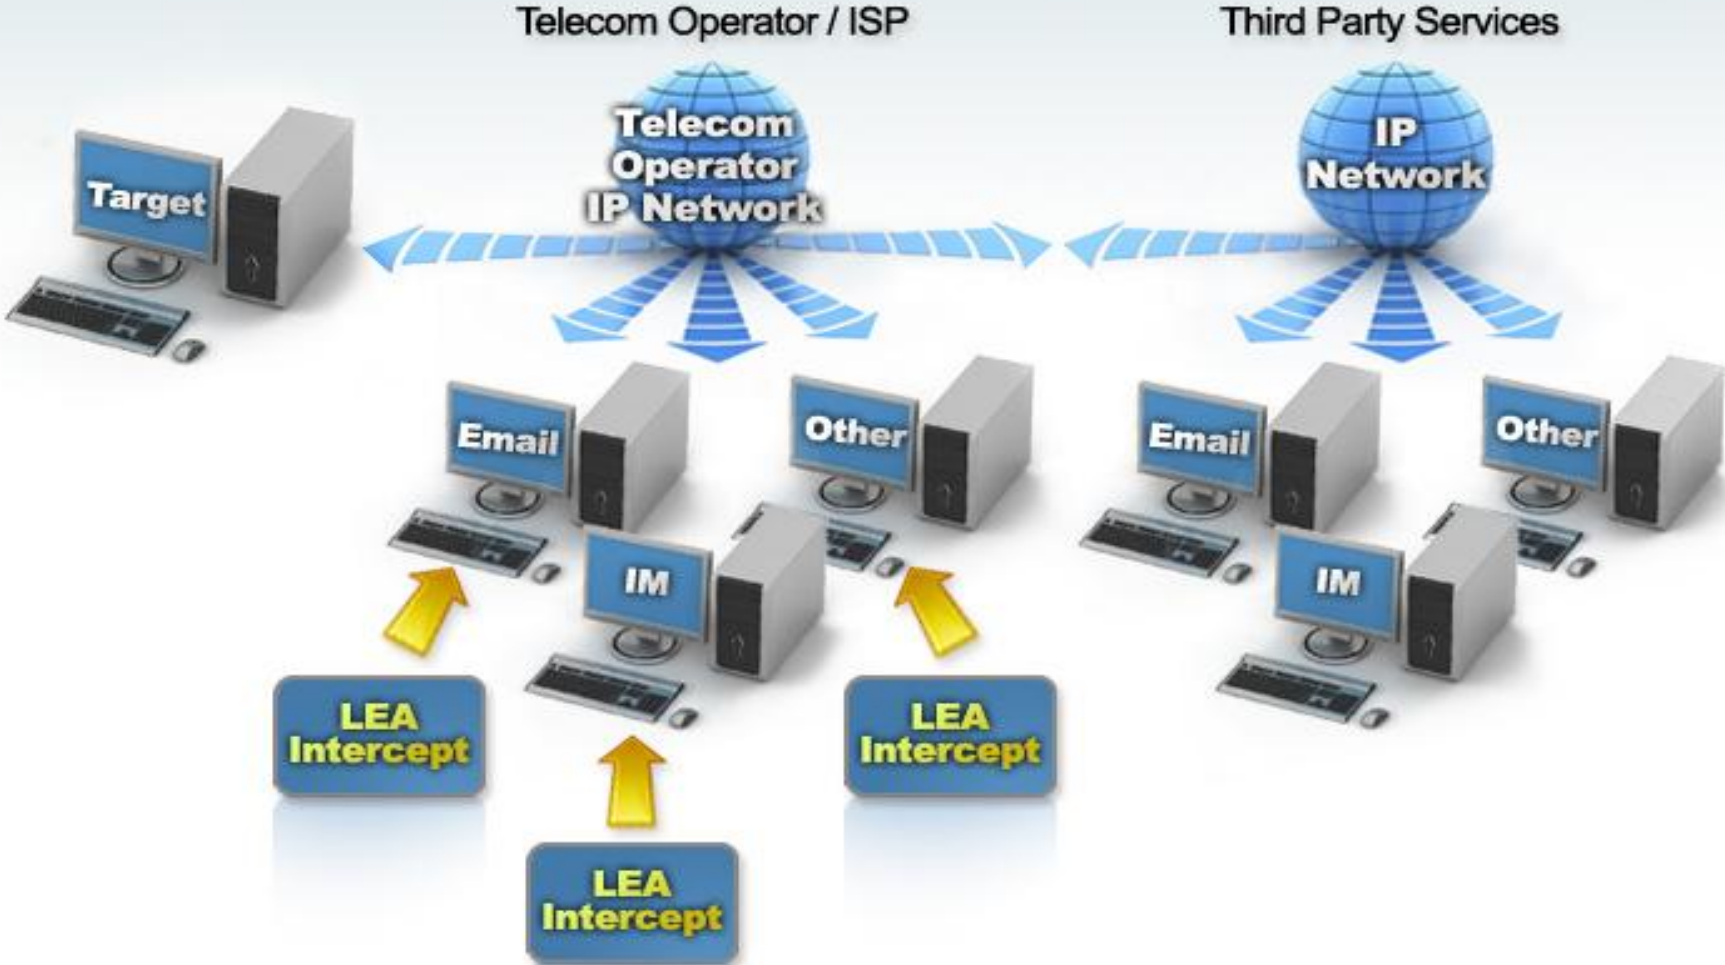 Telecom Operator / ISP
Third Party Services
Target
Telecom
Operator
IP Network
IP
Network
Email
Other
IM
Email
Other
IM
LEA
Intercept
LEA
Intercept
LEA
Intercept